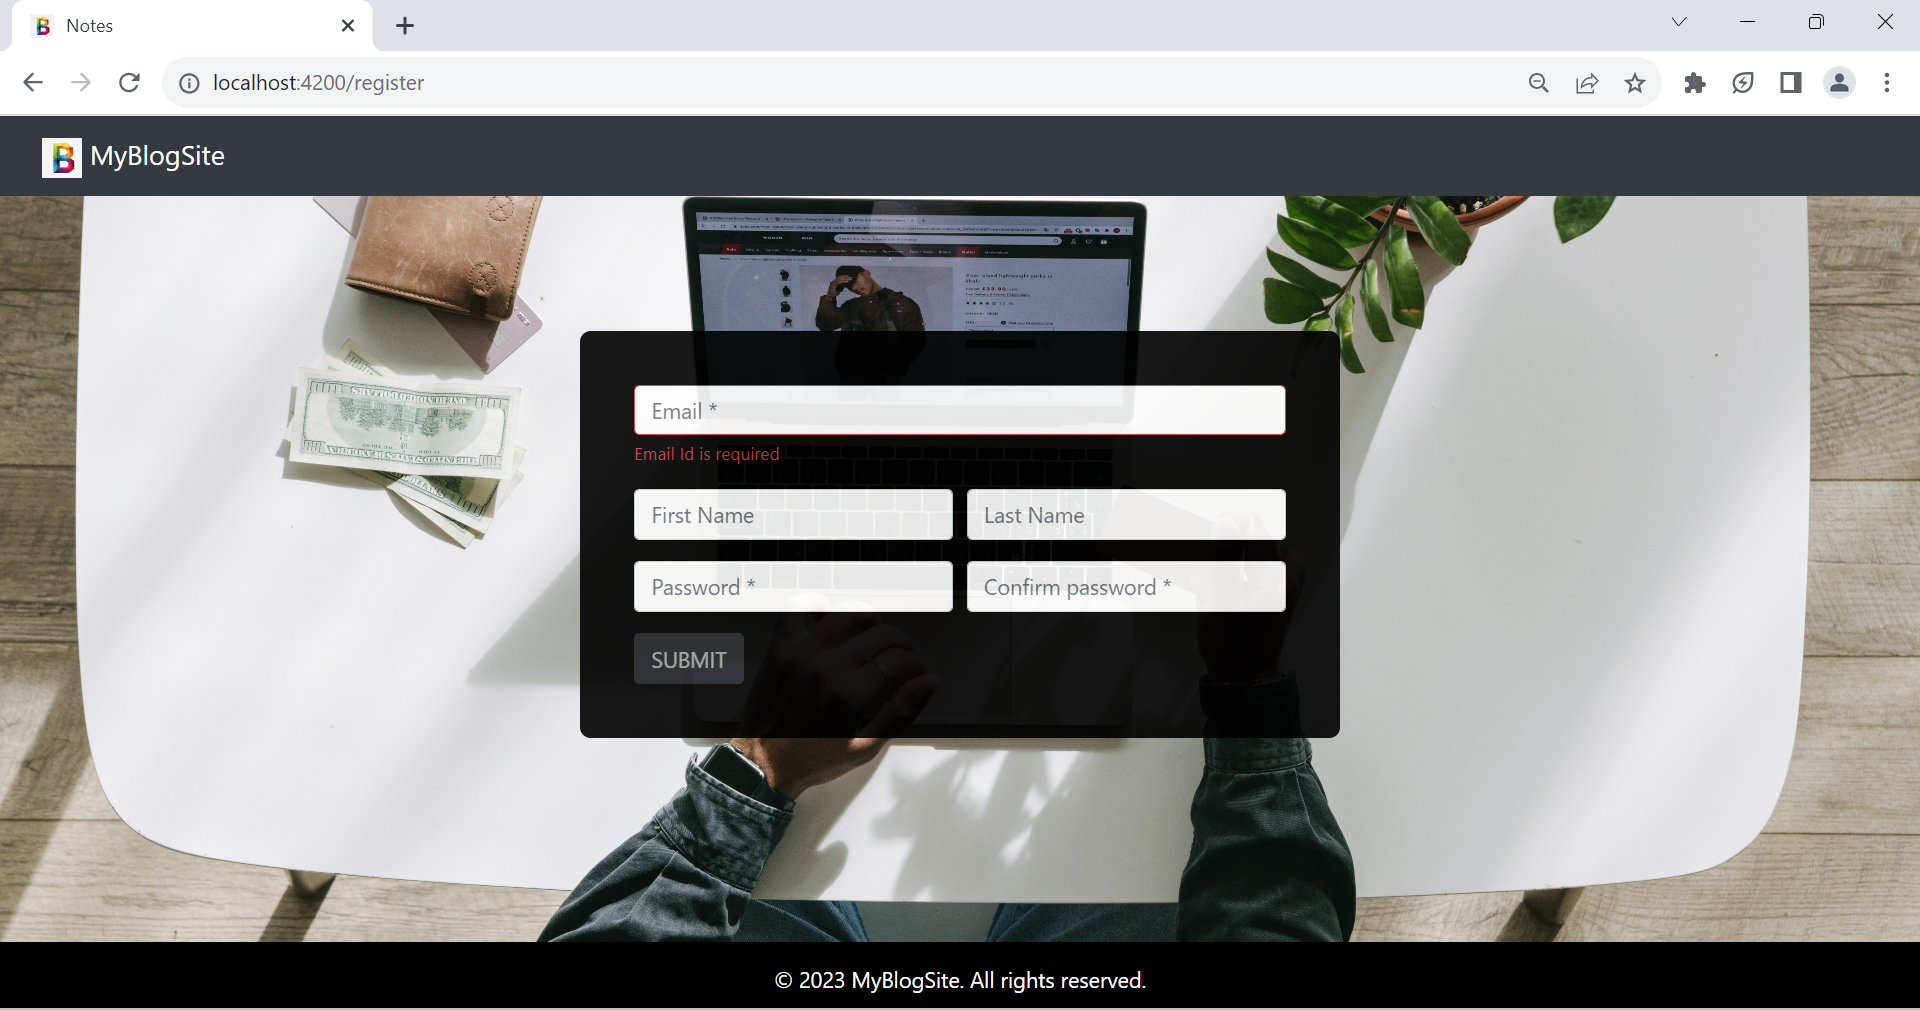 Notes
localhost:4200/register
B MyBlogSite
Email *
Email Id is required
First Name
Last Name
Password *
Confirm password *
SUBMIT
© 2023 MyBlogSite. All rights reserved.